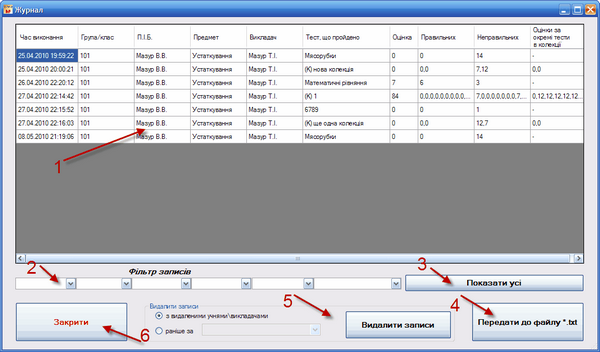 Журнал
Час виконання Група/клас П.І.Б. Предмет Викладач Тест, що пройдено Оцінка Правильних Неправильних Оцінки за окремі тести в колекції
25.04.2010 19:59:22 101 Мазур В.В. Устаткування Мазур Т.І. Мясорубки 0 0 14 -
25.04.2010 20:00:21 101 Мазур В.В. Устаткування Мазур Т.І. (К) нова колекція 0 0.0 7,12 0,0
26.04.2010 22:20:12 101 Мазур В.В. Устаткування Мазур Т.І. Математичні рівняння 7 6 3 -
27.04.2010 22:14:42 101 Мазур В.В. Устаткування Мазур Т.І. (К) 1 84 0,0,0,0,0,0,0,0,... 7,0,0,0,0,0,0,0,7,... 0,12,12,12,12,12...
27.04.2010 22:15:52 101 Мазур В.В. Устаткування Мазур Т.І. 6789 0 0 1 -
27.04.2010 22:16:03 101 Мазур В.В. Устаткування Мазур Т.І. (К) ще одна колекція 0 0.0 12,7 0,0
08.05.2010 21:19:06 101 Мазур В.В. Устаткування Мазур Т.І. Мясорубки 0 0 14 -
1
2
Фільтр записів
3
Показати усі
Закрити
6
Видалити записи
з видаленими учнями\викладачами
раніше за
5
Видалити записи
4
Передати до файлу *.txt